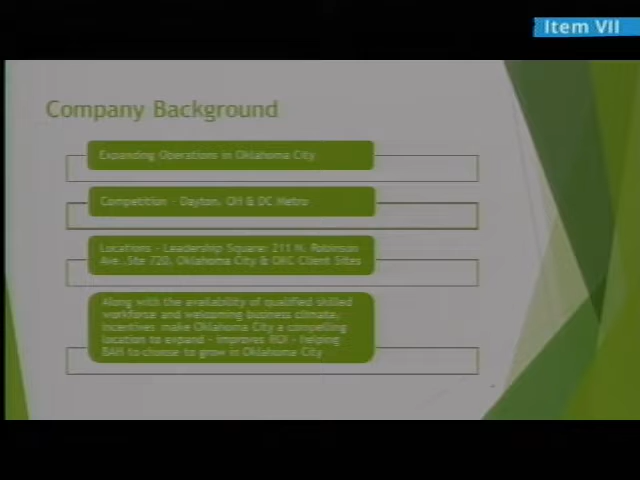 Item VII
Company Background
Expanding Operations in Oklahoma City
Competition - Dayton, OH & DC Metro
Locations - Leadership Square: 211 N. Robinson
Ave. Ste 720, Oklahoma City & OKC Client Sites
Along with the availability of qualified skilled
workforce and welcoming business climate,
incentives make Oklahoma City a compelling
location to expand - improves ROI - helping
BAH to choose to grow in Oklahoma City